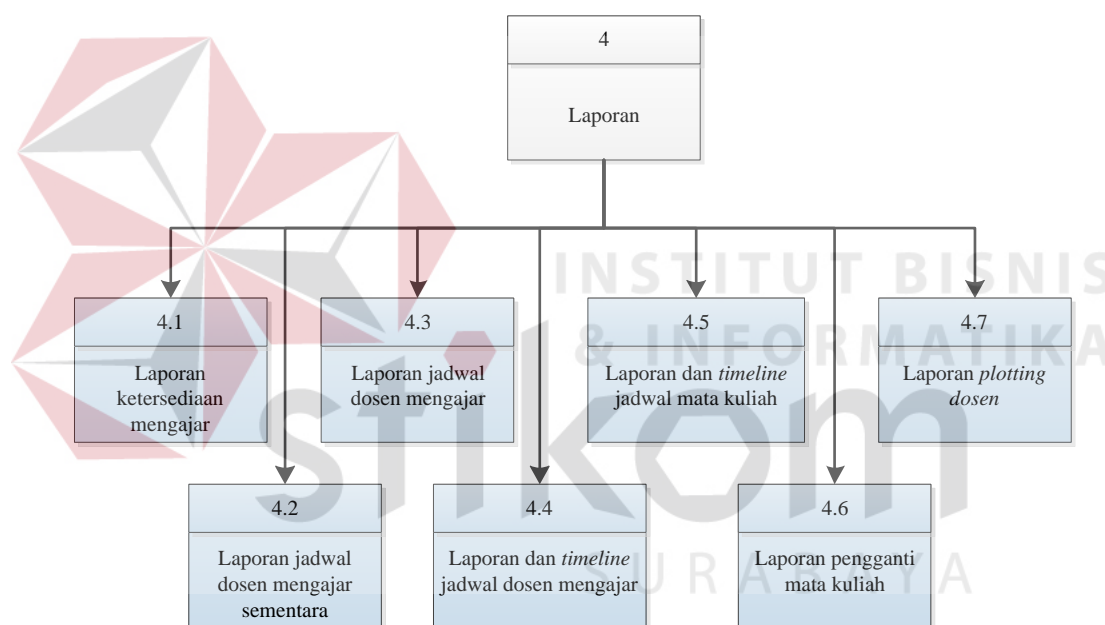 4
Laporan
INSTITUT BISNIS
& INFORMATIKA
stikom
SURABAYA
4.1
Laporan
ketersediaan
mengajar
4.3
Laporan jadwal
dosen mengajar
4.5
Laporan dan timeline
jadwal mata kuliah
4.7
Laporan plotting
dosen
4.2
Laporan jadwal
dosen mengajar
sementara
4.4
Laporan dan timeline
jadwal dosen mengajar
4.6
Laporan pengganti
mata kuliah